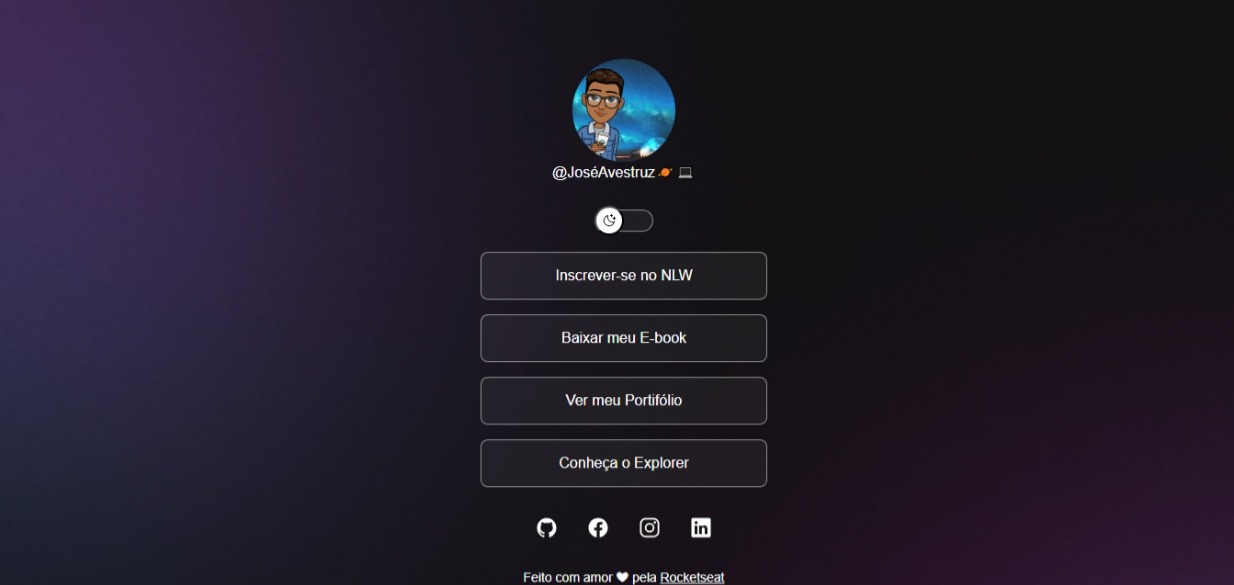 @JoséAvestruz🪐 💻
Inscrever-se no NLW
Baixar meu E-book
Ver meu Portifólio
Conheça o Explorer
Feito com amor 🤍 pela Rocketseat